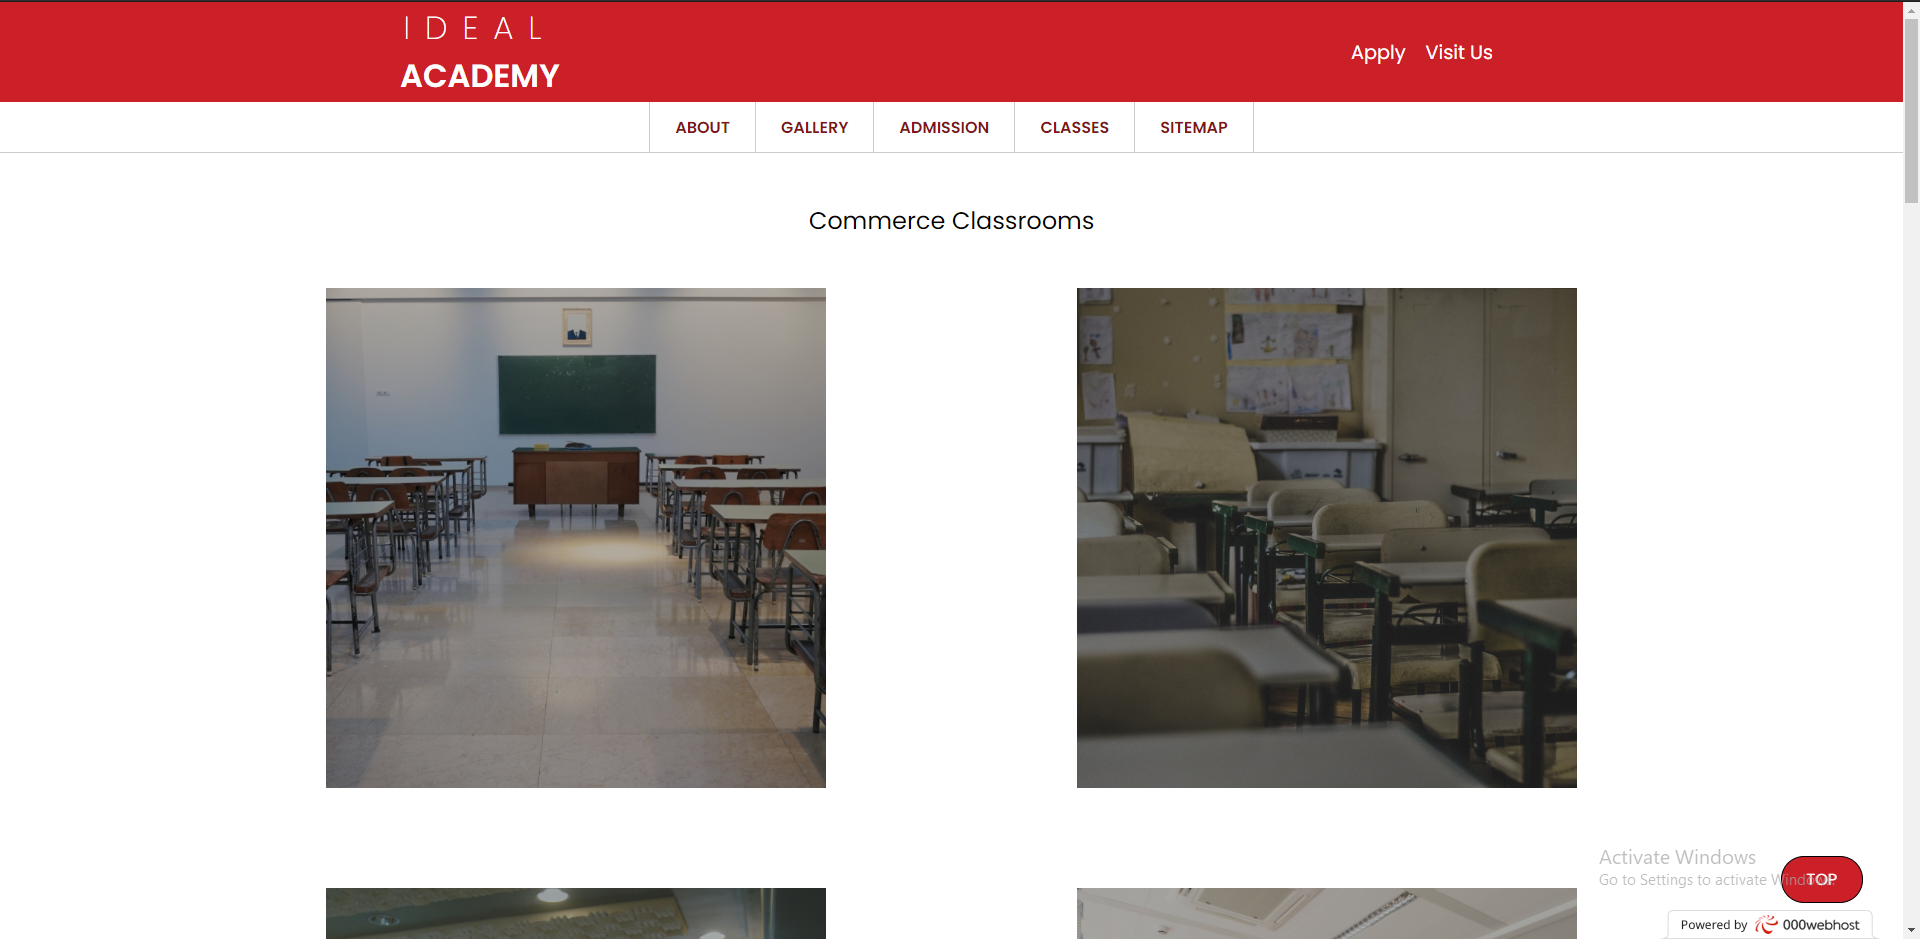 IDEAL
ACADEMY
Apply Visit Us
ABOUT GALLERY ADMISSION CLASSES SITEMAP
Commerce Classrooms
Activate Windows
Go to Settings to activate Windows.
TOP
Powered by 000webhost